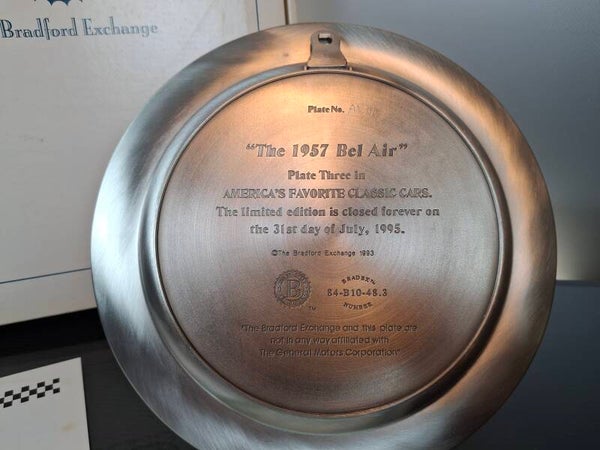 Bradford Exchange
Plate No.
"The 1957 Bel Air"
Plate Three in
AMERICA'S FAVORITE CLASSIC CARS.
The limited edition is closed forever on
the 31st day of July, 1995.
©The Bradford Exchange 1993
B
TM
BRADEX
84-B10-48.3
NUMBER
"The Bradford Exchange and this plate are
not in any way affiliated with
The General Motors Corporation"